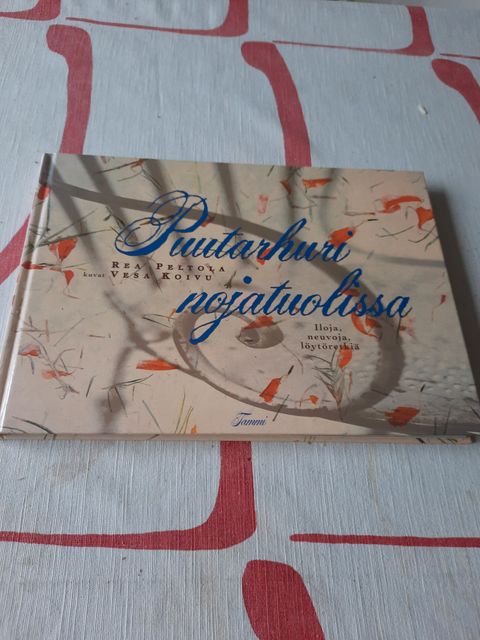 Puutarhuri
REA PELTOLA
kuvat VESA KOIVU
nojatuolissa
Iloja,
neuvoja,
löytöretkiä
Tammi